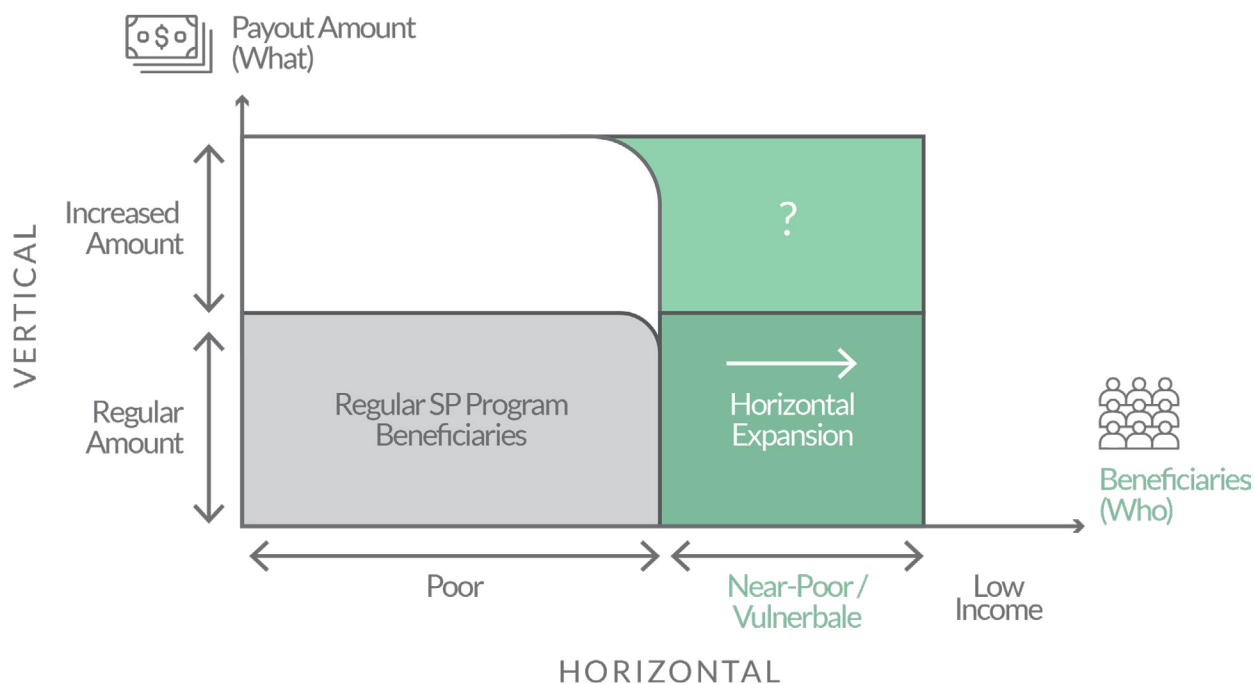 Payout Amount
(What)
VERTICAL
Increased
Amount
Regular
Amount
?
Regular SP Program
Beneficiaries
Horizontal
Expansion
Beneficiaries
(Who)
Poor
Near-Poor /
Vulnerbale
Low
Income
HORIZONTAL